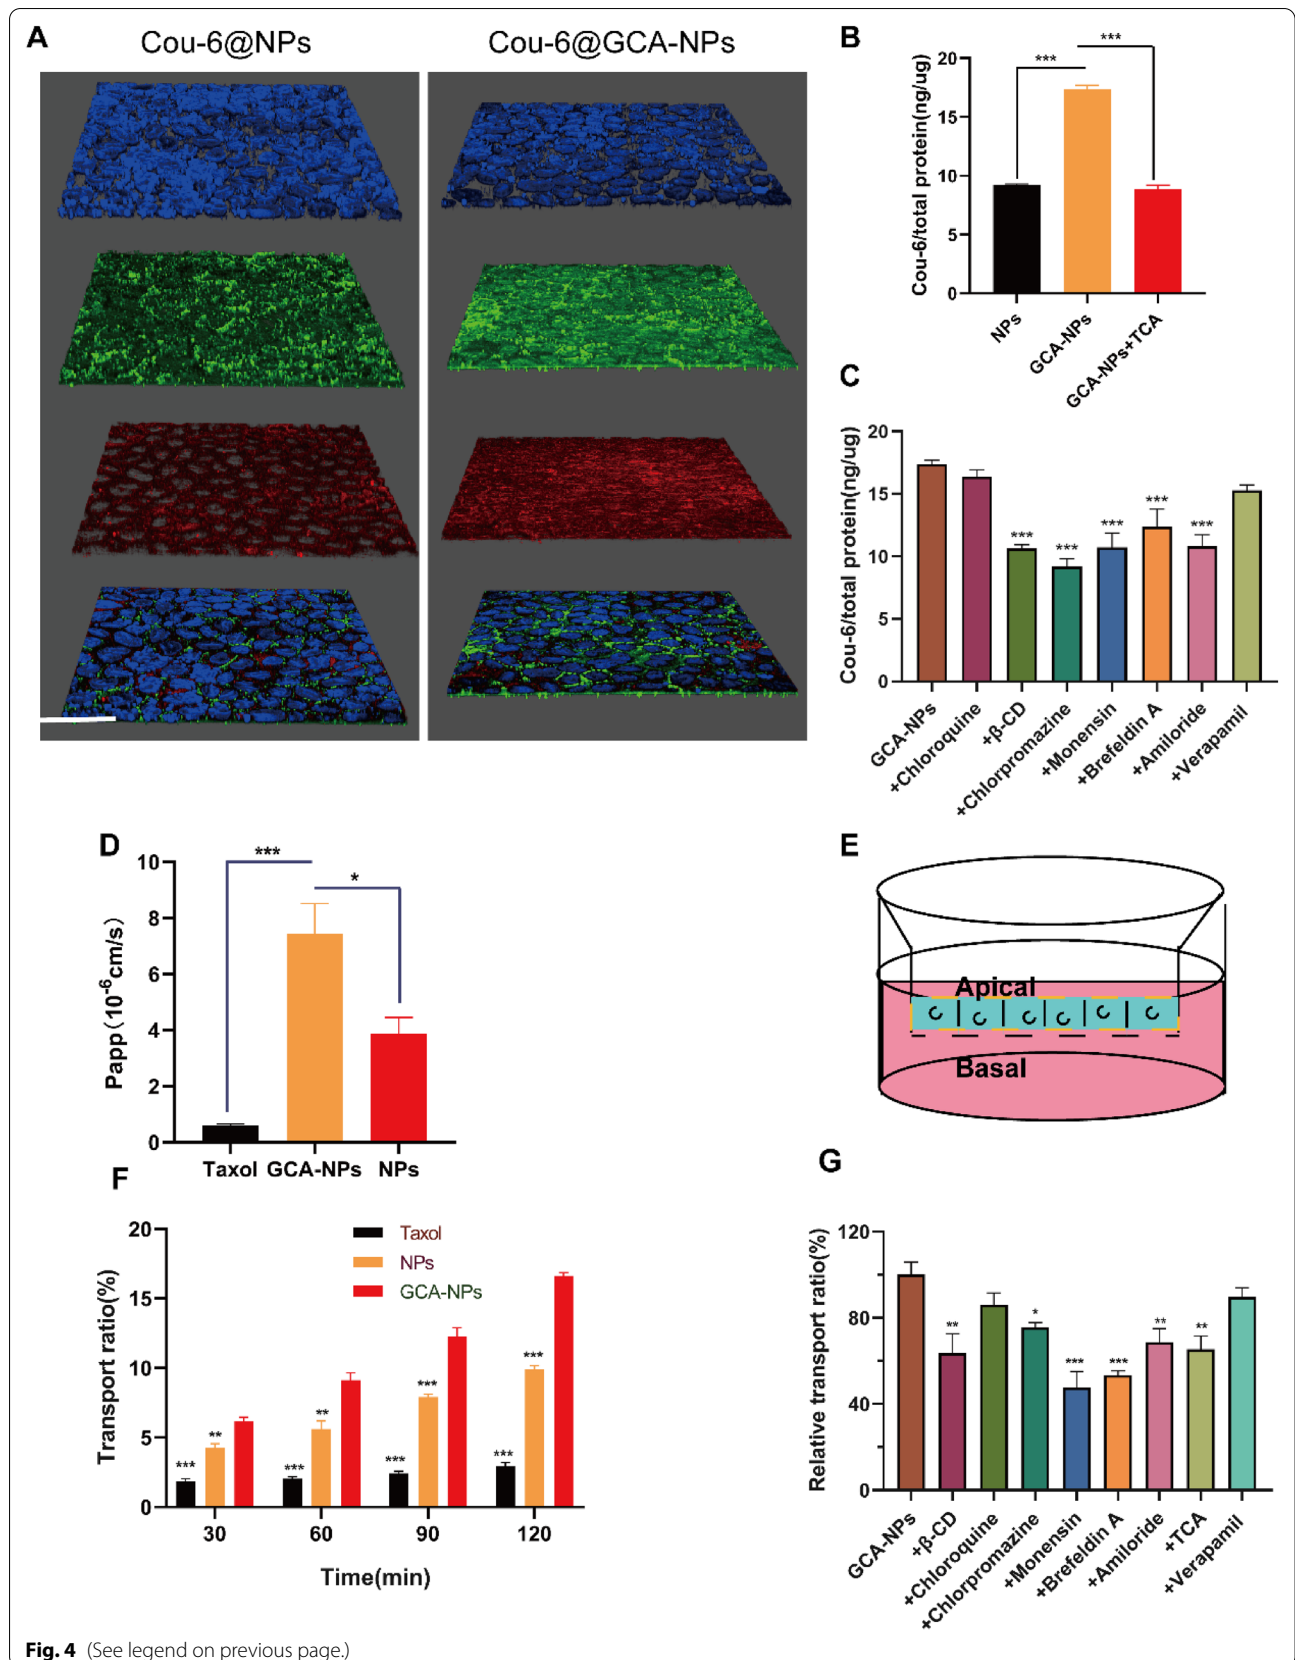 A
Cou-6@NPs
Cou-6@GCA-NPs
B
Cou-6/total protein(ng/ug)
20
15
10
5
0
***
***
NPs
GCA-NPs
GCA-NPs+TCA
C
Cou-6/total protein(ng/ug)
20
15
10
5
0
***
***
***
***
***
GCA-NPs
+Chloroquine
+β-CD
+Chlorpromazine
+Monensin
+Brefeldin A
+Amiloride
+Verapamil
D
Papp(10-6cm/s)
10
8
6
4
2
0
***
*
Taxol GCA-NPs NPs
E
Apical
Basal
F
Transport ratio(%)
20
15
10
5
0
Taxol
NPs
GCA-NPs
***
**
***
**
***
***
***
***
30 60 90 120
Time(min)
G
Relative transport ratio(%)
120
80
40
0
**
*
***
***
**
**
GCA-NPs
+β-CD
+Chloroquine
+Chlorpromazine
+Monensin
+Brefeldin A
+Amiloride
+TCA
+Verapamil
Fig. 4 (See legend on previous page.)